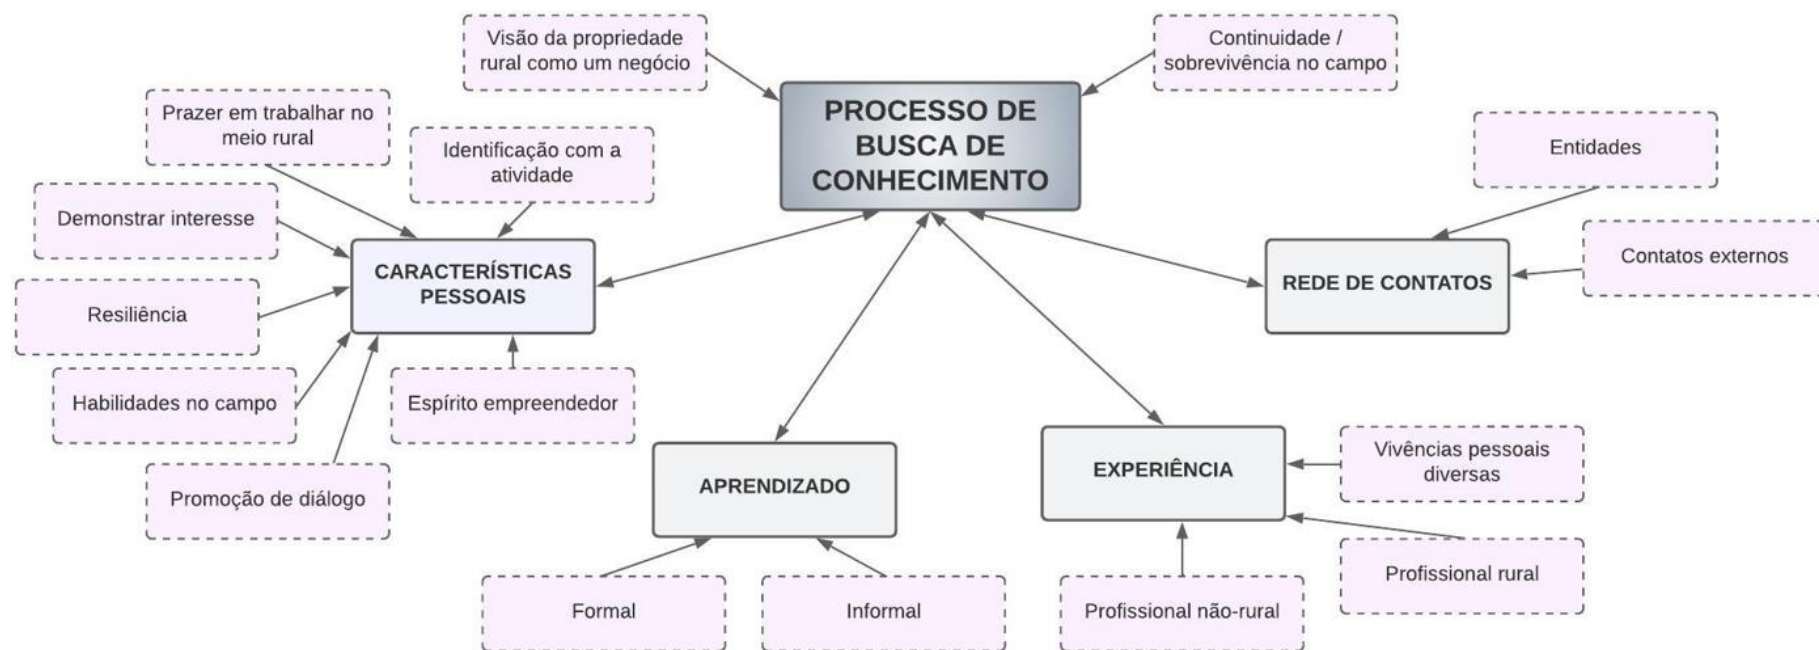 Visão da propriedade
rural como um negócio
Continuidade /
sobrevivência no campo
PROCESSO DE
BUSCA DE
CONHECIMENTO
Prazer em trabalhar no
meio rural
Identificação com a
atividade
Entidades
Demonstrar interesse
Contatos externos
CARACTERÍSTICAS
PESSOAIS
REDE DE CONTATOS
Resiliência
Habilidades no campo
Espírito empreendedor
Promoção de diálogo
APRENDIZADO
EXPERIÊNCIA
Vivências pessoais
diversas
Profissional rural
Formal
Informal
Profissional não-rural